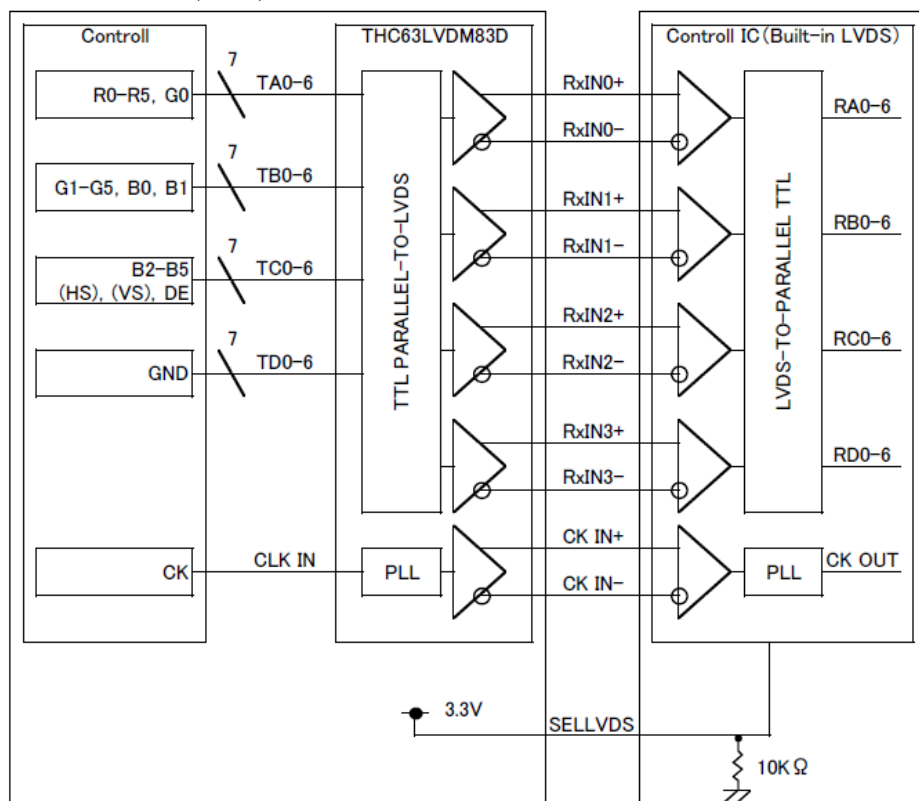 Controll
THC63LVDM83D
Controll IC(Built-in LVDS)
R0-R5, G0
7
TA0-6
RxIN0+
RxIN0-
RA0-6
G1-G5, B0, B1
7
TB0-6
RxIN1+
RxIN1-
RB0-6
B2-B5
(HS), (VS), DE
7
TC0-6
RxIN2+
RxIN2-
RC0-6
GND
7
TD0-6
RxIN3+
RxIN3-
RD0-6
TTL PARALLEL-TO-LVDS
LVDS-TO-PARALLEL TTL
CK
CLK IN
PLL
CK IN+
CK IN-
PLL
CK OUT
3.3V
SELLVDS
10KΩ